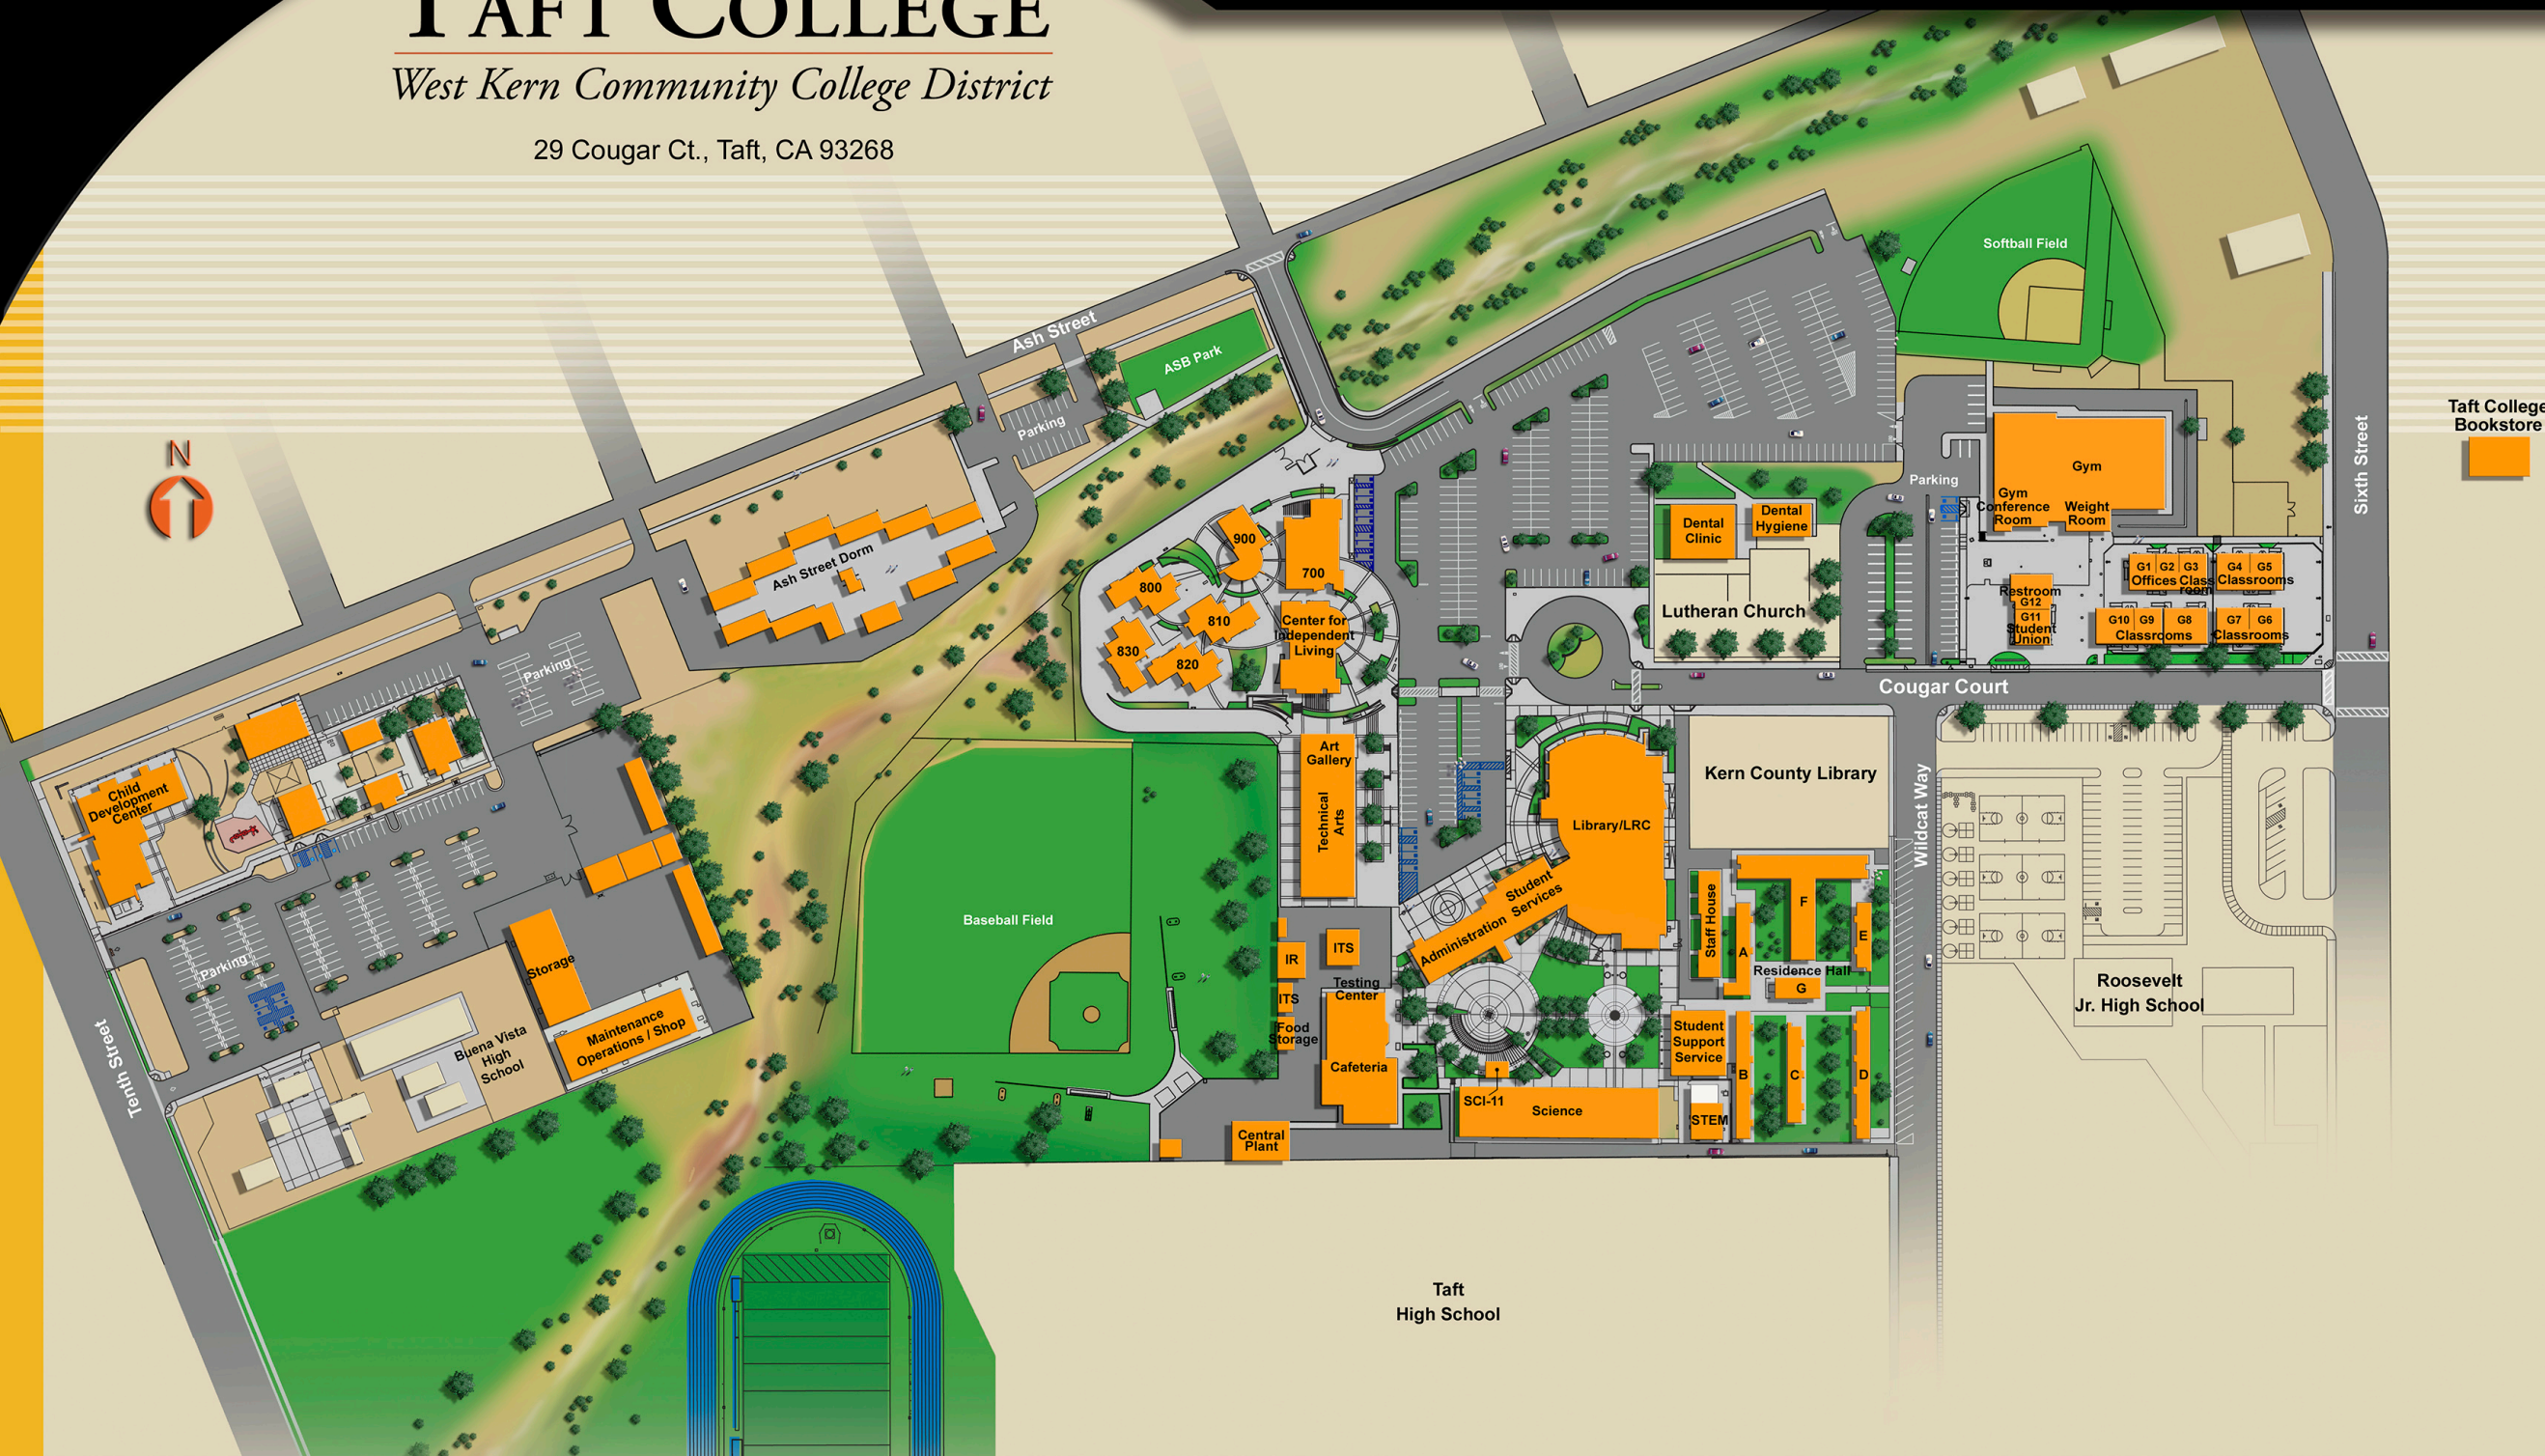 TAFT COLLEGE
West Kern Community College District
29 Cougar Ct., Taft, CA 93268
N
Ash Street
ASB Park
Parking
Ash Street Dorm
Parking
Softball Field
Sixth Street
Taft College
Bookstore
Gym
Gym
Conference
Room
Weight
Room
Parking
Dental
Clinic
Dental
Hygiene
Lutheran Church
G1
G2
G3
Offices
Class
room
G4
G5
Classrooms
Restroom
G12
G11
Student
Union
G10
G9
G8
Classrooms
G7
G6
Classrooms
Cougar Court
900
700
800
810
830
820
Center for
Independent
Living
Art
Gallery
Technical
Arts
Library/LRC
Kern County Library
Wildcat Way
Student
Services
Administration
Staff House
A
F
E
Residence Hall
G
B
C
D
Student
Support
Service
STEM
SCI-11
Science
ITS
IR
Testing
Center
ITS
Food
Storage
Cafeteria
Central
Plant
Baseball Field
Child
Development
Center
Parking
Storage
Maintenance
Operations / Shop
Buena Vista
High
School
Tenth Street
Roosevelt
Jr. High School
Taft
High School